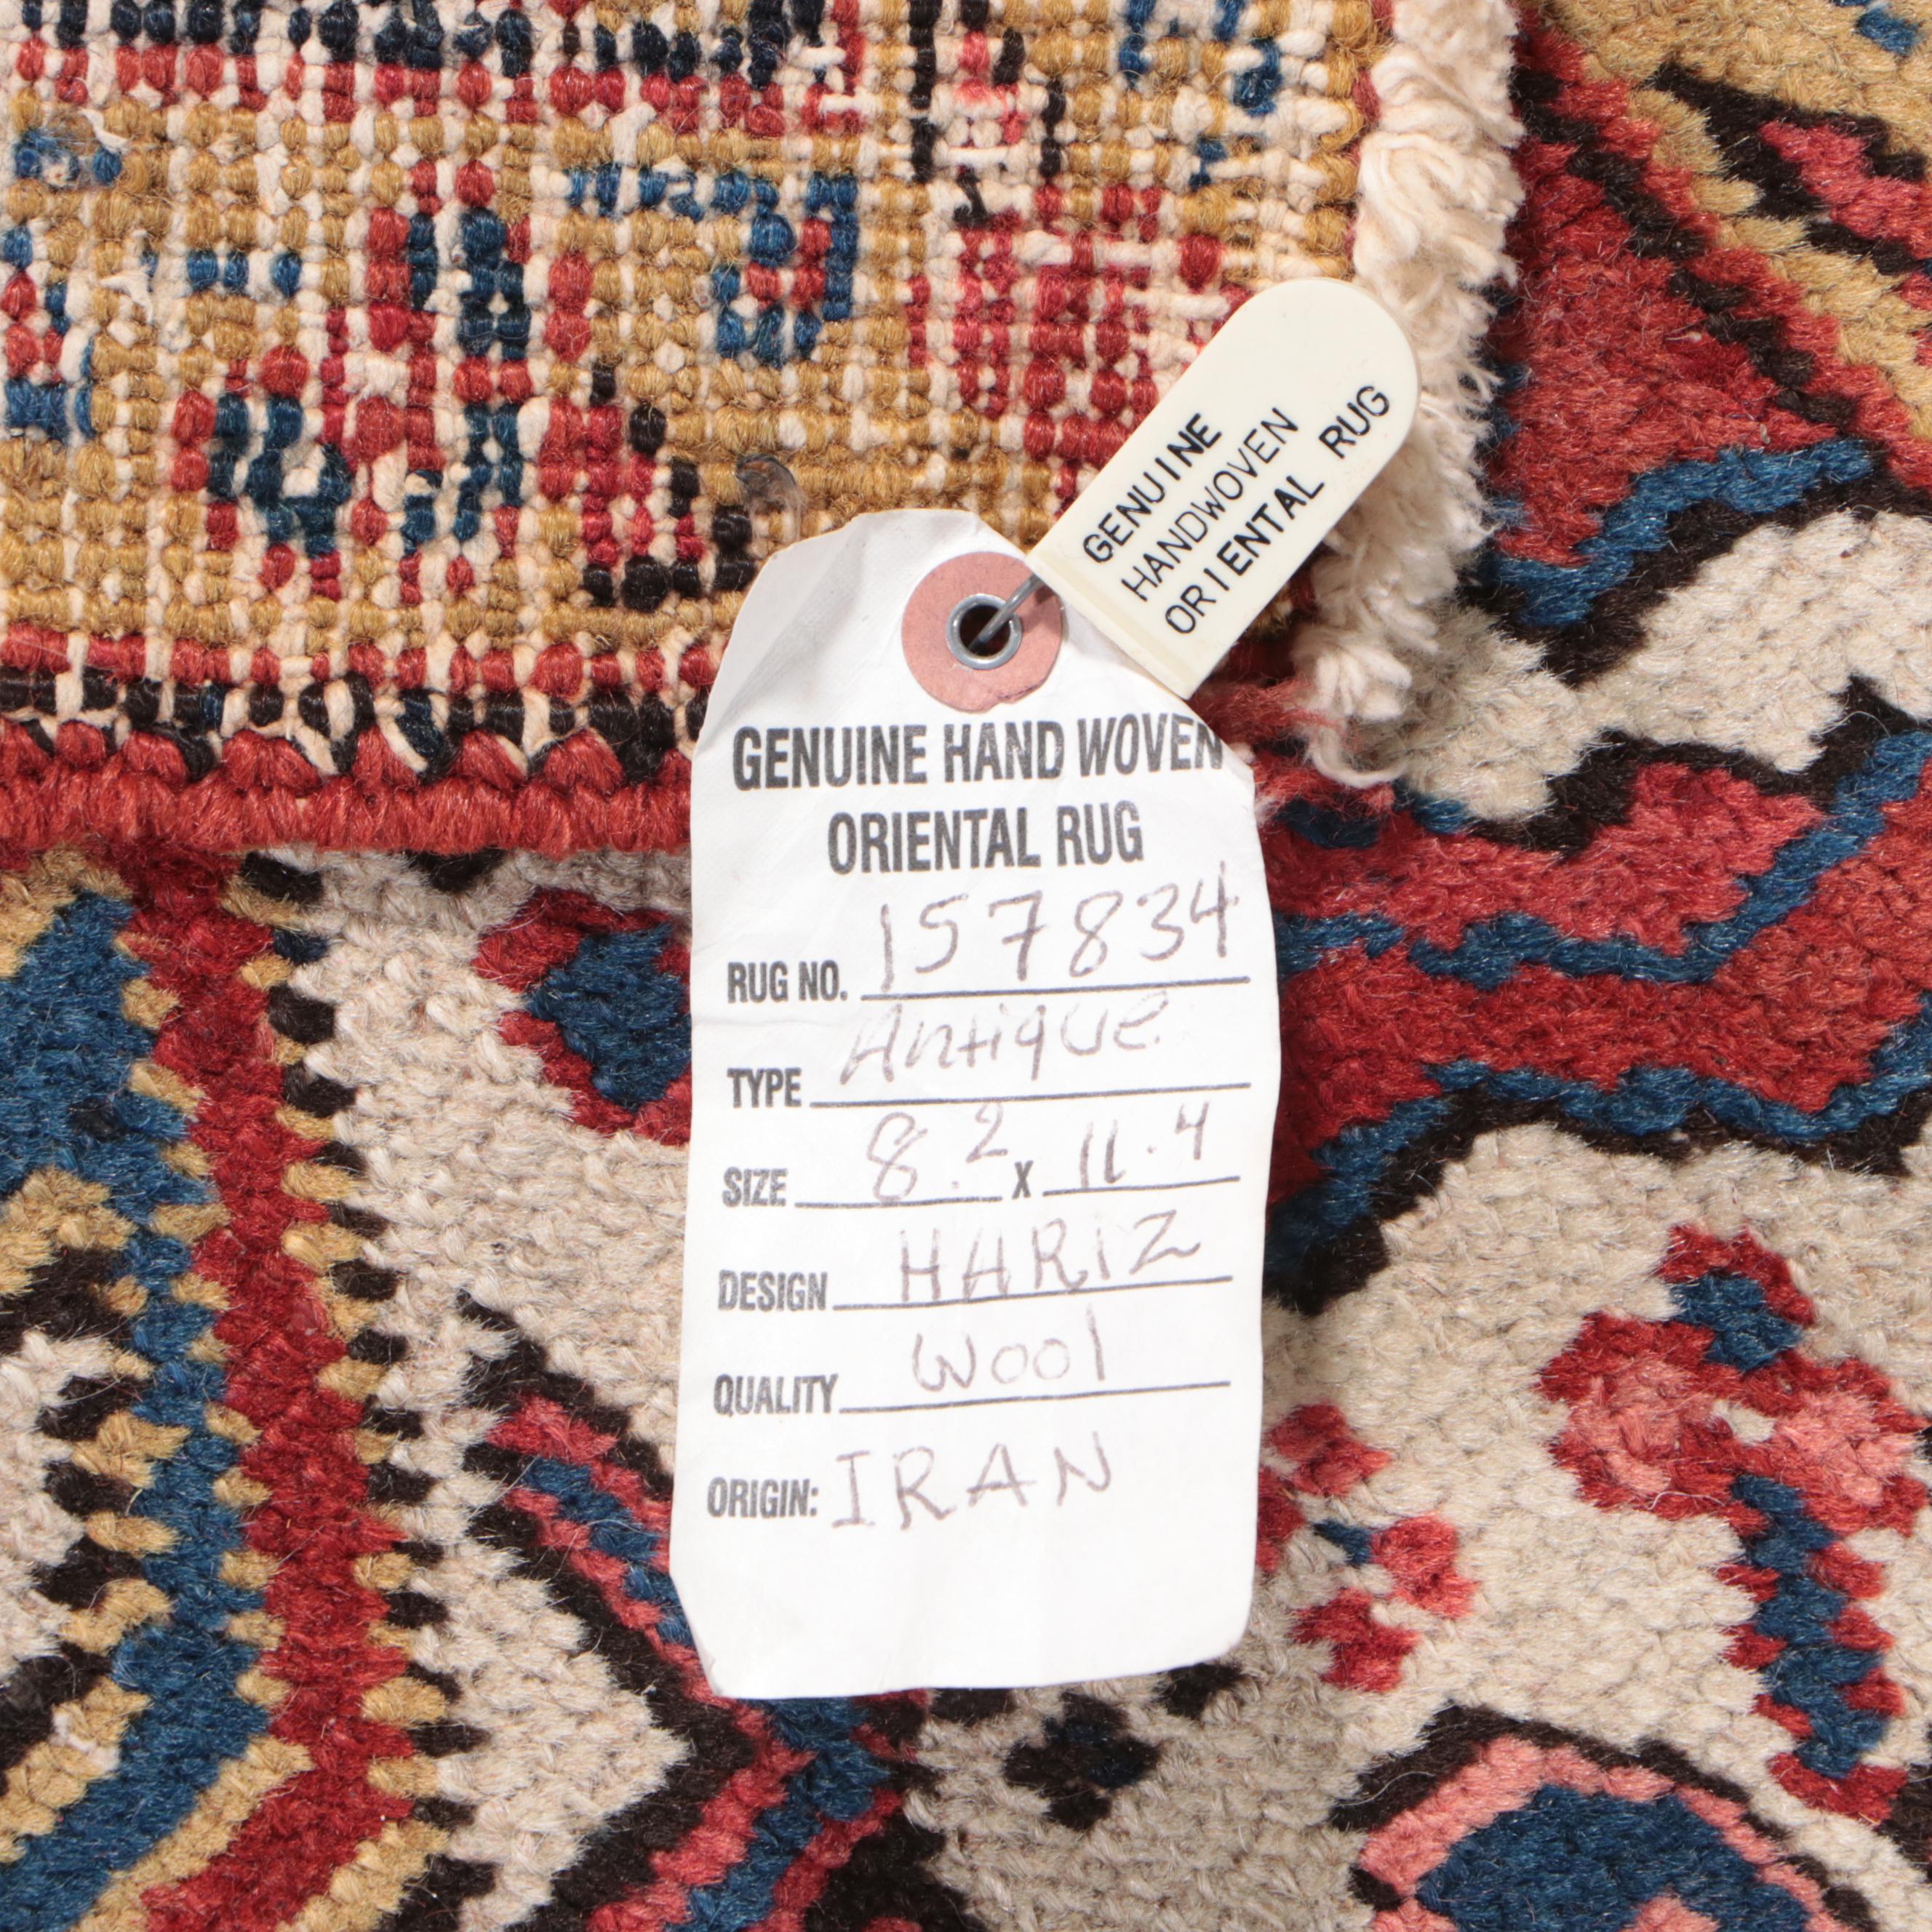 GENUINE
HANDWOVEN
ORIENTAL RUG
GENUINE HAND WOVEN
ORIENTAL RUG
RUG NO. 157834
TYPE Antique
SIZE 8.2 x 11.4
DESIGN HARIZ
QUALITY Wool
ORIGIN: IRAN